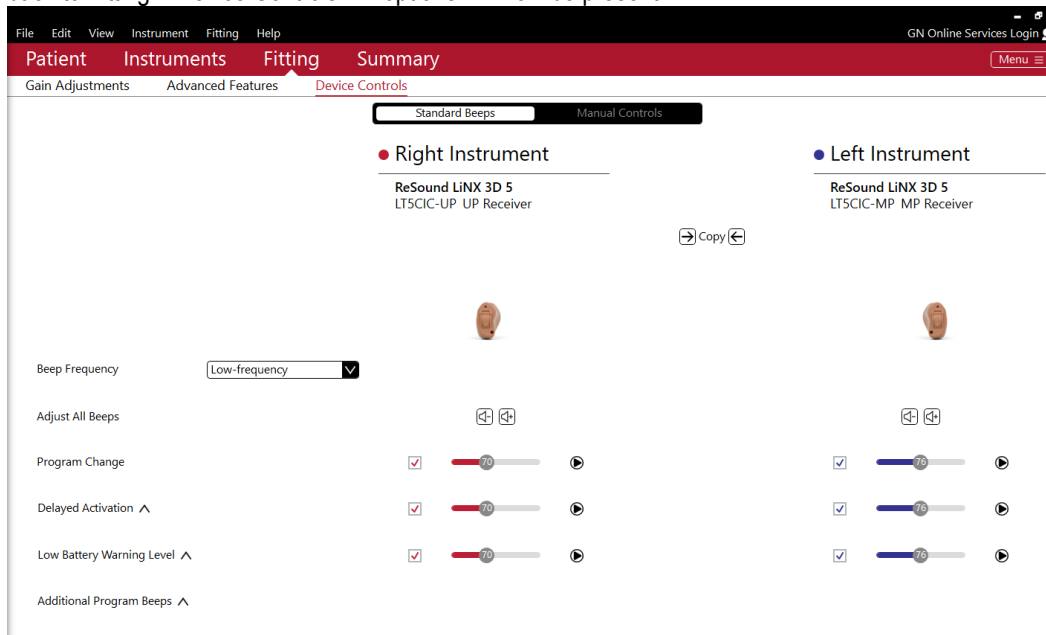 File Edit View Instrument Fitting Help GN Online Services Login
Patient Instruments Fitting Summary Menu
Gain Adjustments Advanced Features Device Controls
Standard Beeps Manual Controls
Right Instrument Left Instrument
ReSound LiNX 3D 5 ReSound LiNX 3D 5
LT5CIC-UP UP Receiver LT5CIC-MP MP Receiver
Copy
Beep Frequency Low-frequency
Adjust All Beeps
Program Change 70 76
Delayed Activation 70 76
Low Battery Warning Level 70 76
Additional Program Beeps